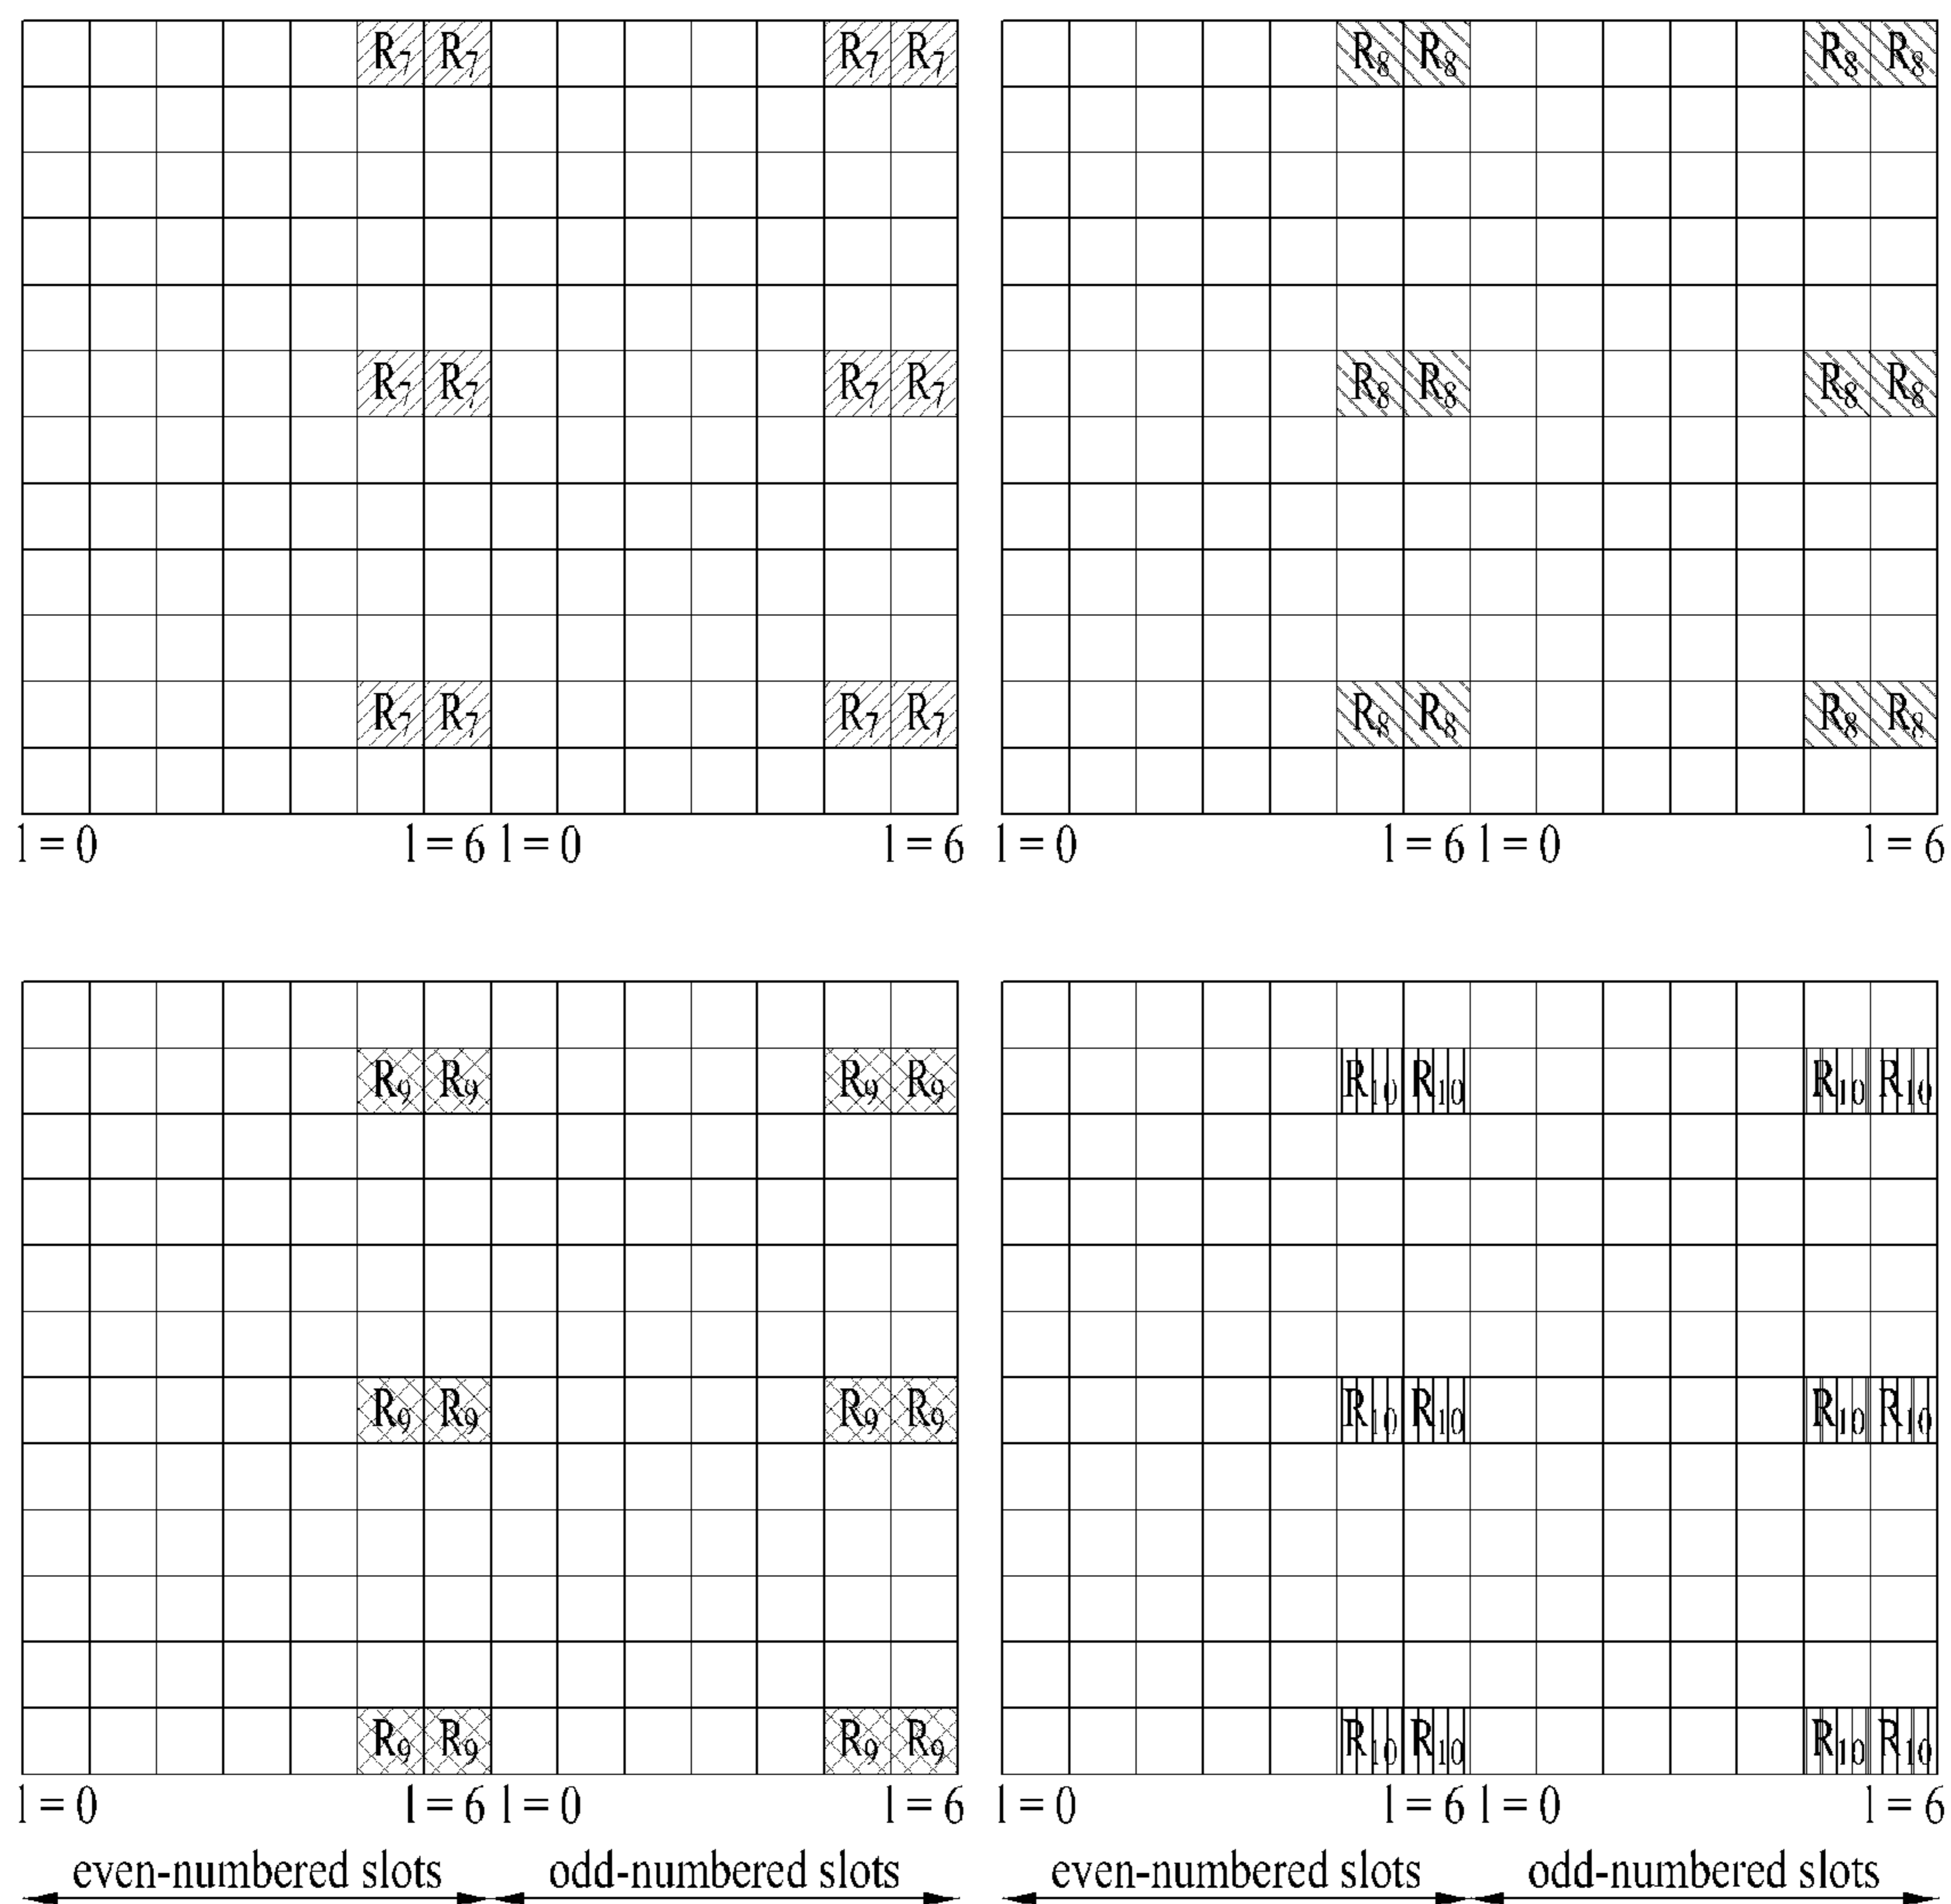 R7 R7 R7 R7 R8 R8 R8 R8
R7 R7 R7 R7 R8 R8 R8 R8
R7 R7 R7 R7 R8 R8 R8 R8
l = 0 l = 6 l = 0 l = 6 l = 0 l = 6 l = 0 l = 6
R9 R9 R9 R9 R10 R10 R10 R10
R9 R9 R9 R9 R10 R10 R10 R10
R9 R9 R9 R9 R10 R10 R10 R10
l = 0 l = 6 l = 0 l = 6 l = 0 l = 6 l = 0 l = 6
even-numbered slots odd-numbered slots even-numbered slots odd-numbered slots